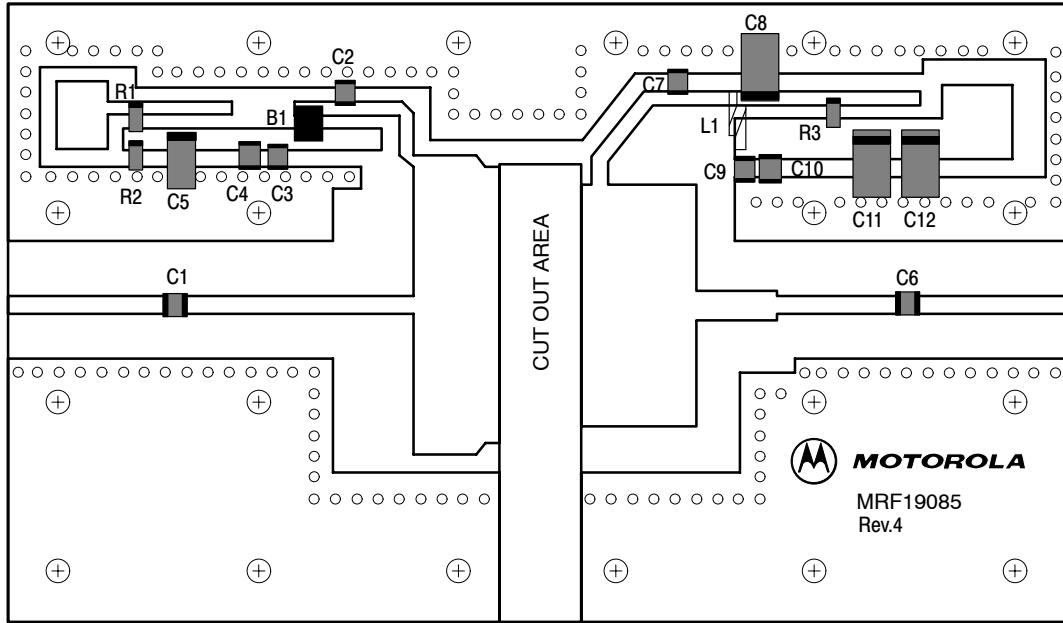 C8
C2
C7
R1
B1
L1
R3
R2
C5
C4
C3
C9
C10
C11
C12
C1
C6
CUT OUT AREA
MOTOROLA
MRF19085
Rev.4